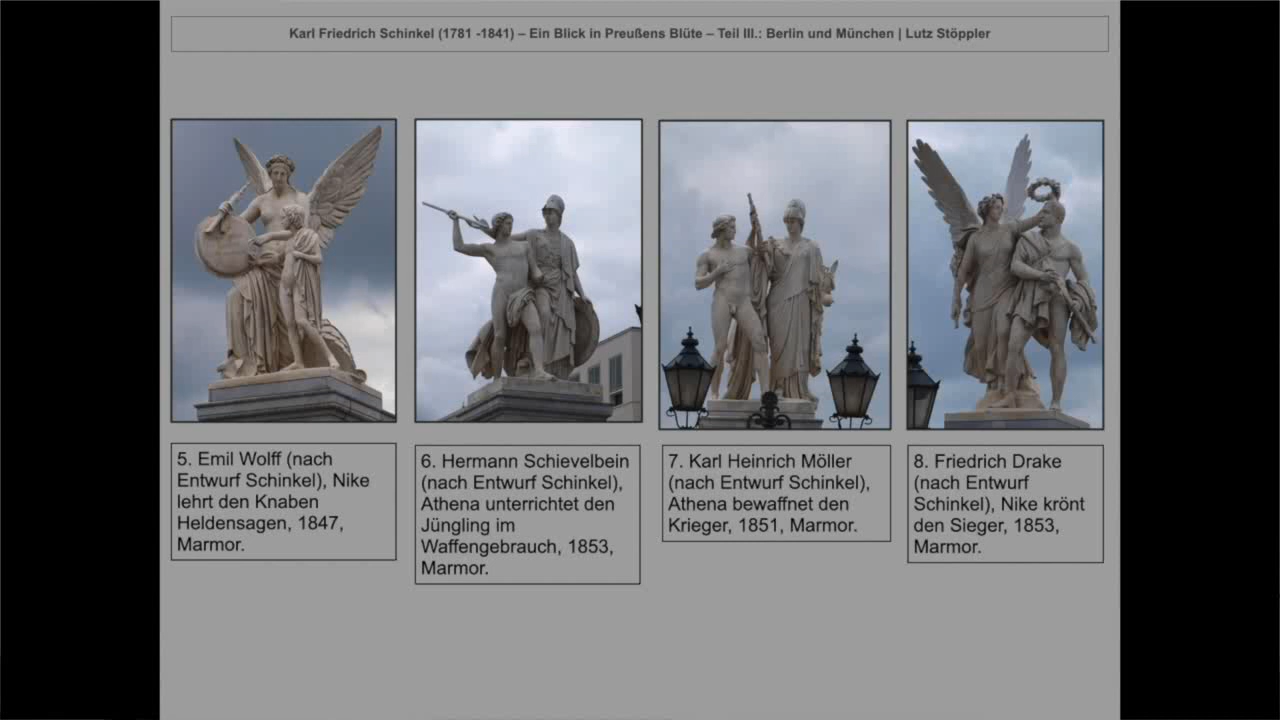 Karl Friedrich Schinkel (1781 -1841) – Ein Blick in Preußens Blüte – Teil III.: Berlin und München | Lutz Stöppler
5. Emil Wolff (nach
Entwurf Schinkel), Nike
lehrt den Knaben
Heldensagen, 1847,
Marmor.
6. Hermann Schievelbein
(nach Entwurf Schinkel),
Athena unterrichtet den
Jüngling im
Waffengebrauch, 1853,
Marmor.
7. Karl Heinrich Möller
(nach Entwurf Schinkel),
Athena bewaffnet den
Krieger, 1851, Marmor.
8. Friedrich Drake
(nach Entwurf
Schinkel), Nike krönt
den Sieger, 1853,
Marmor.